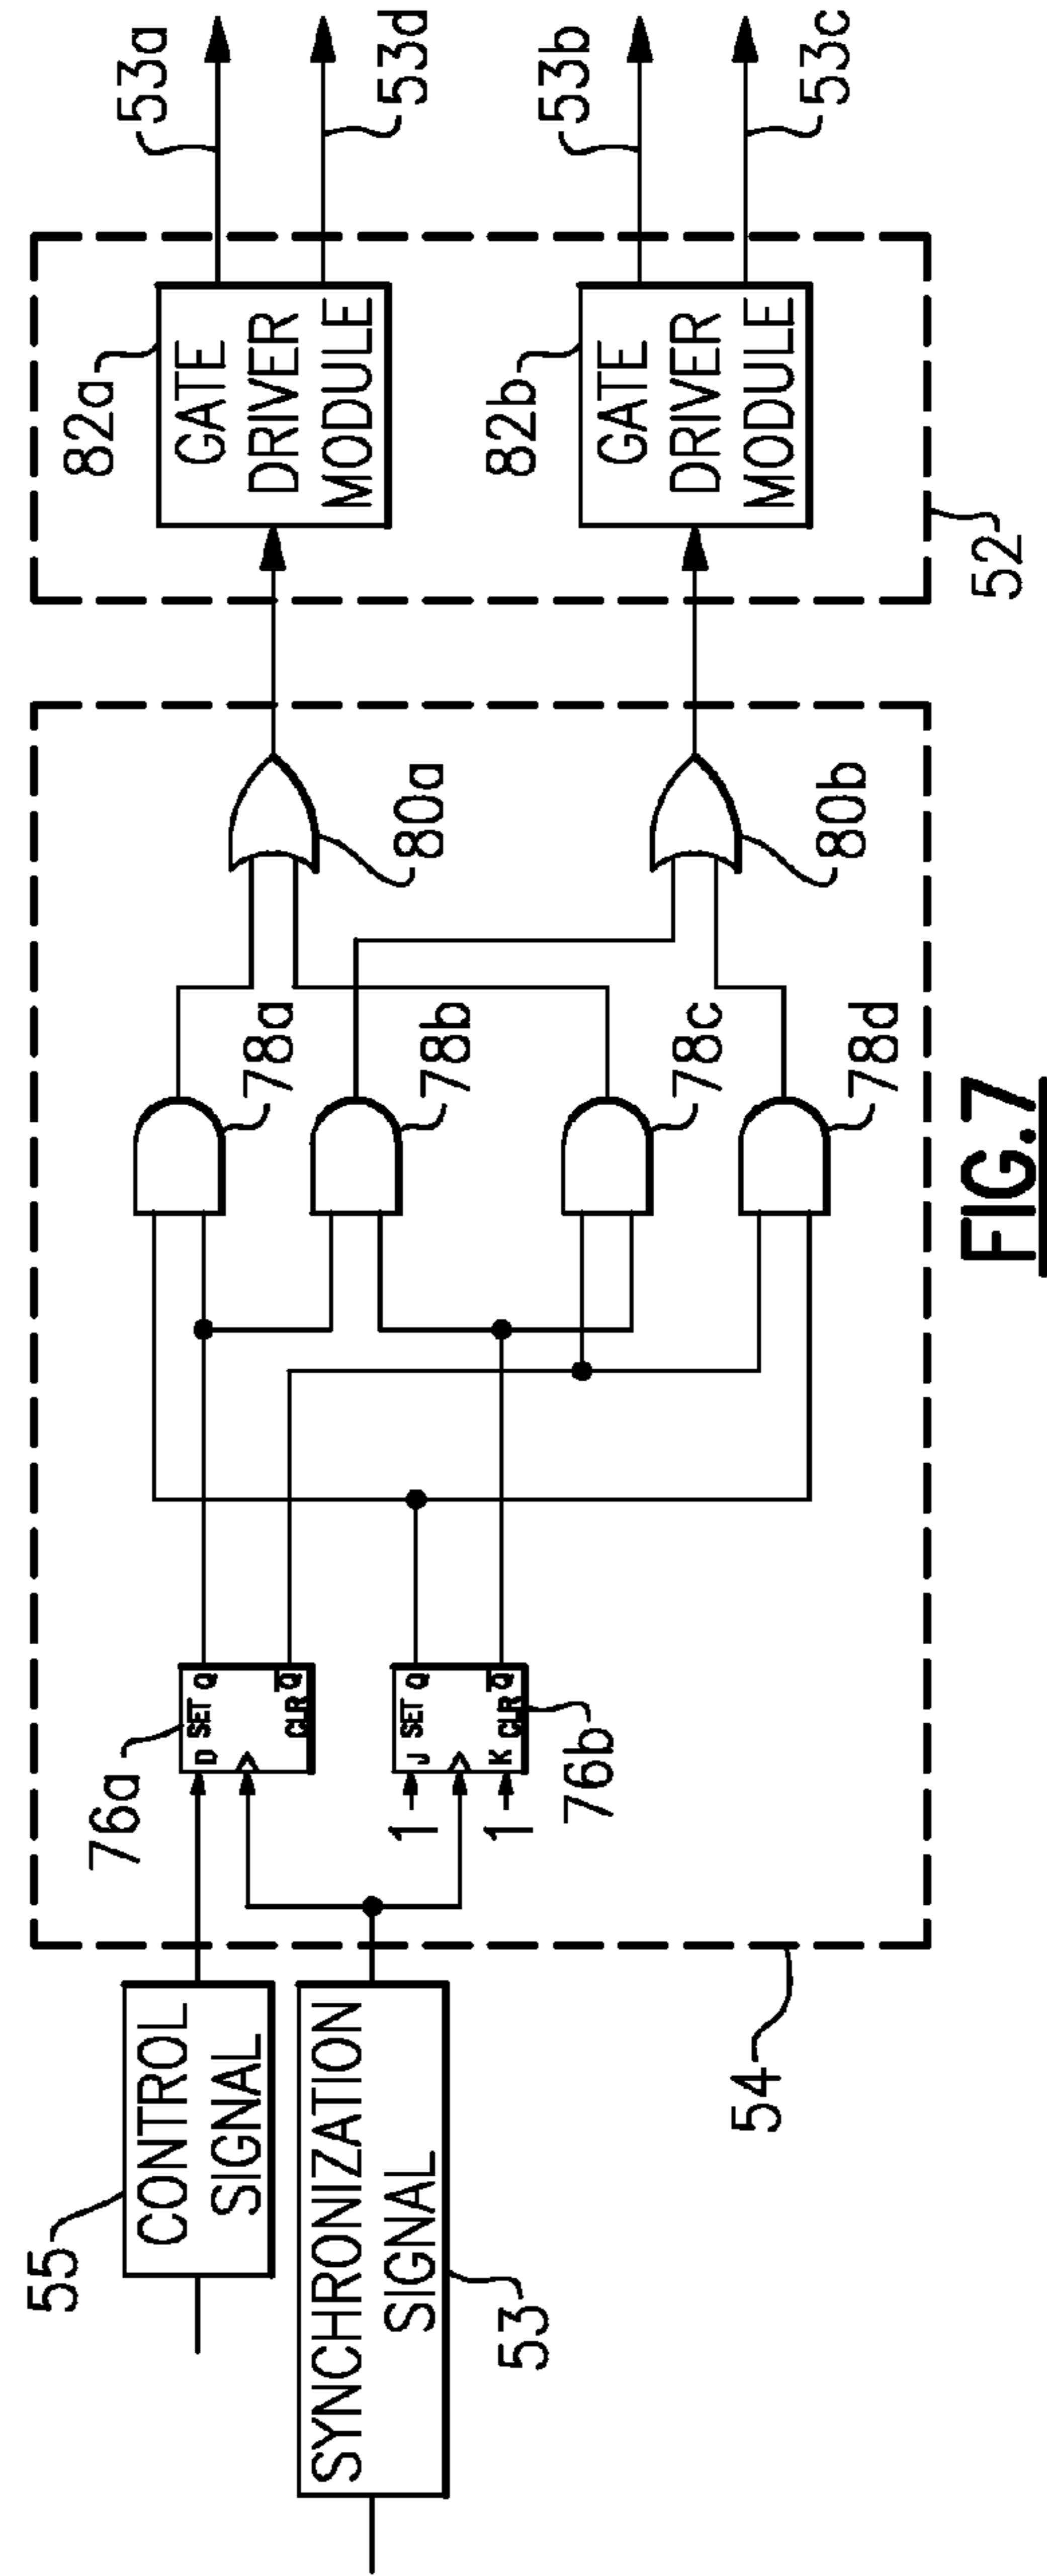 55
CONTROL
SIGNAL
SYNCHRONIZATION
SIGNAL
53
54
76a
D SET Q
CLR Q̅
1
J SET Q
1
K CLR Q̅
76b
78a
78b
78c
78d
80a
80b
82a
GATE
DRIVER
MODULE
82b
GATE
DRIVER
MODULE
52
53a
53d
53b
53c
FIG.7